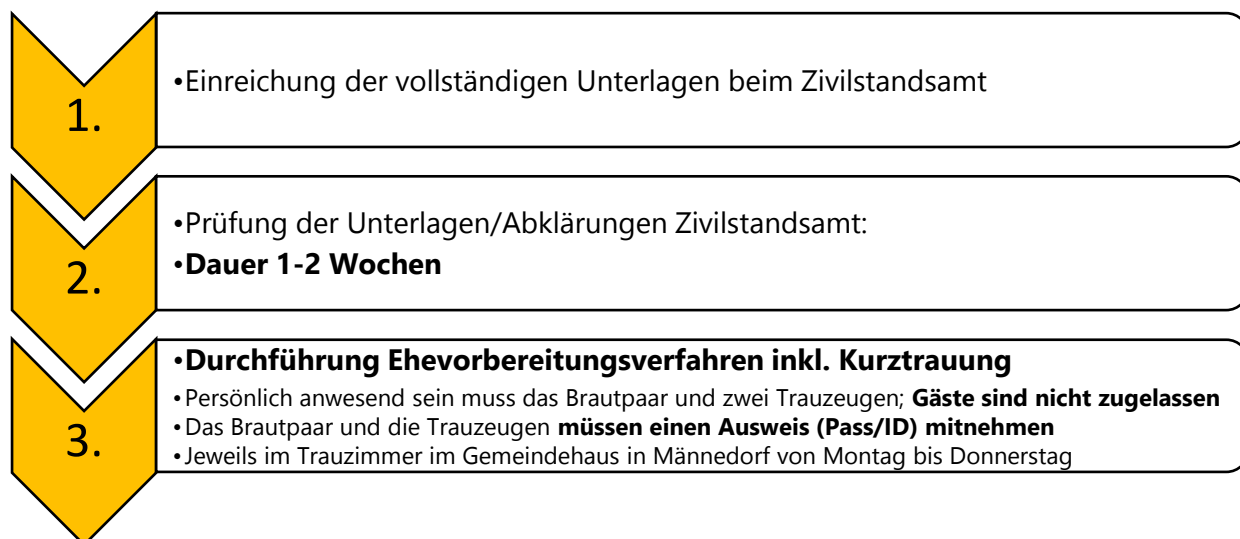 1.
•Einreichung der vollständigen Unterlagen beim Zivilstandsamt
2.
•Prüfung der Unterlagen/Abklärungen Zivilstandsamt:
•Dauer 1-2 Wochen
3.
•Durchführung Ehevorbereitungsverfahren inkl. Kurztrauung
•Persönlich anwesend sein muss das Brautpaar und zwei Trauzeugen; Gäste sind nicht zugelassen
•Das Brautpaar und die Trauzeugen müssen einen Ausweis (Pass/ID) mitnehmen
•Jeweils im Trauzimmer im Gemeindehaus in Männedorf von Montag bis Donnerstag